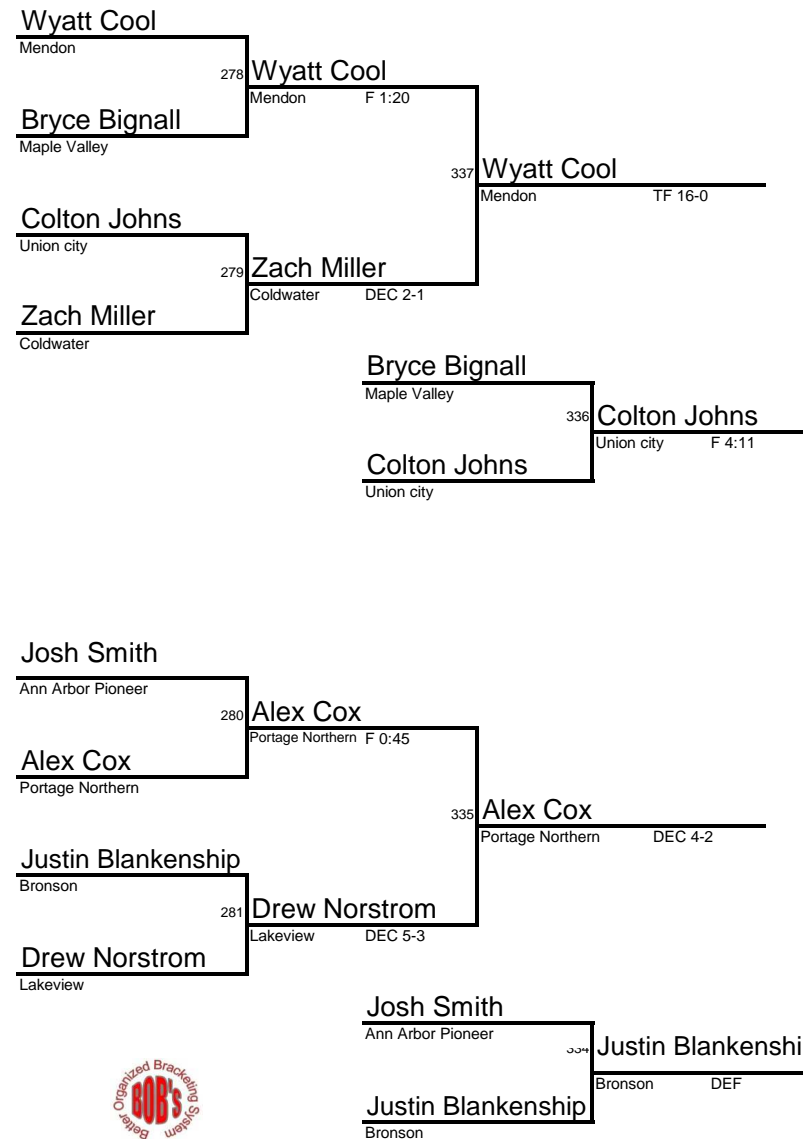 Wyatt Cool
Mendon
278 Wyatt Cool
Mendon F 1:20
Bryce Bignall
Maple Valley
337 Wyatt Cool
Mendon TF 16-0
Colton Johns
Union city
279 Zach Miller
Coldwater DEC 2-1
Zach Miller
Coldwater
Bryce Bignall
Maple Valley
336 Colton Johns
Union city F 4:11
Colton Johns
Union city
Josh Smith
Ann Arbor Pioneer
280 Alex Cox
Portage Northern F 0:45
Alex Cox
Portage Northern
335 Alex Cox
Portage Northern DEC 4-2
Justin Blankenship
Bronson
281 Drew Norstrom
Lakeview DEC 5-3
Drew Norstrom
Lakeview
Josh Smith
Ann Arbor Pioneer
334 Justin Blankenshi
Bronson DEF
Justin Blankenship
Bronson
Better Organized Bracketing System
BOB'S